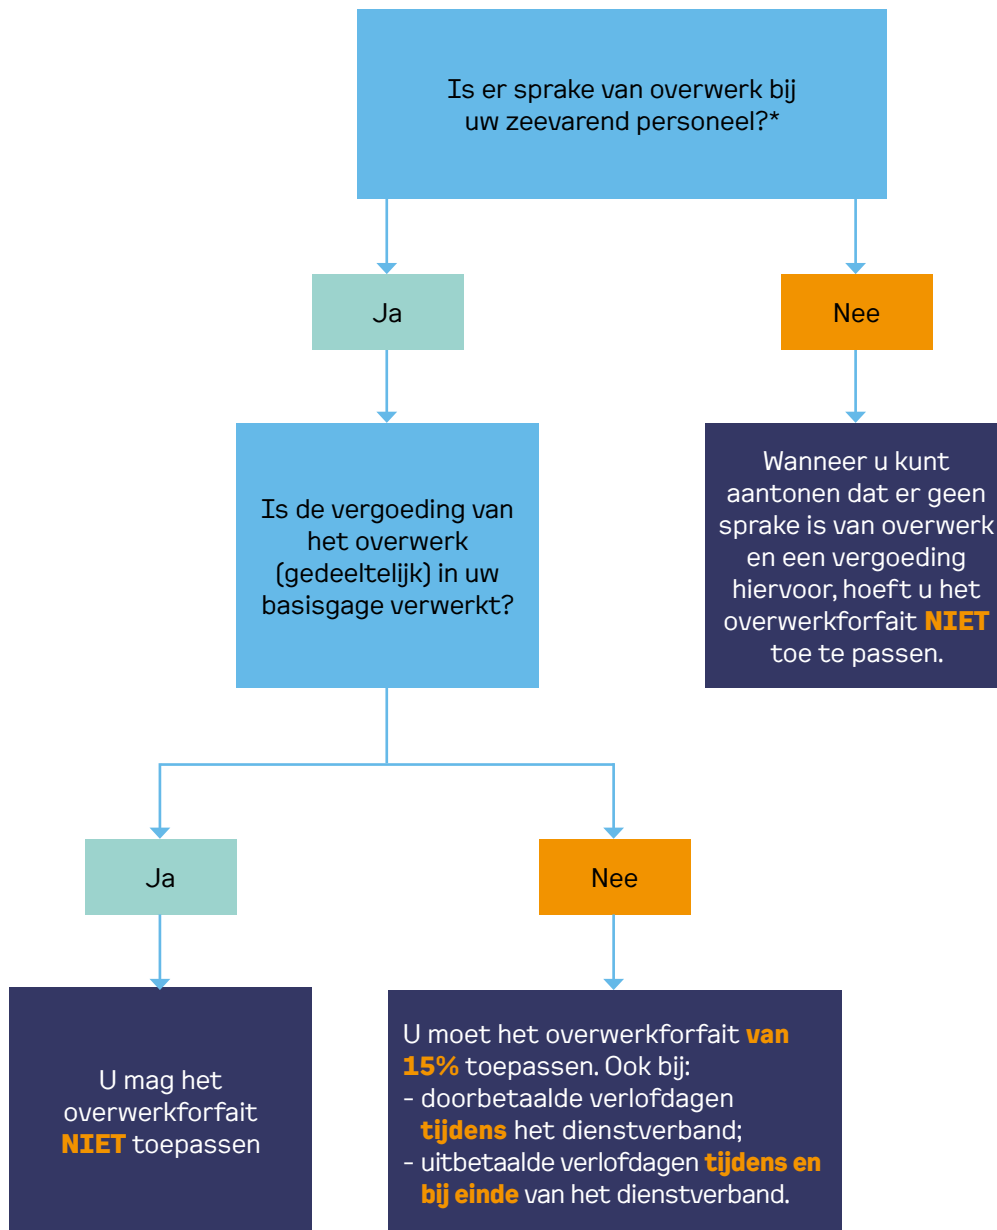 Is er sprake van overwerk bij
uw zeevarend personeel?*
Ja
Nee
Is de vergoeding van
het overwerk
(gedeeltelijk) in uw
basisgage verwerkt?
Wanneer u kunt
aantonen dat er geen
sprake is van overwerk
en een vergoeding
hiervoor, hoeft u het
overwerkforfait NIET
toe te passen.
Ja
Nee
U mag het
overwerkforfait
NIET toepassen
U moet het overwerkforfait van
15% toepassen. Ook bij:
- doorbetaalde verlofdagen
tijdens het dienstverband;
- uitbetaalde verlofdagen tijdens en
bij einde van het dienstverband.